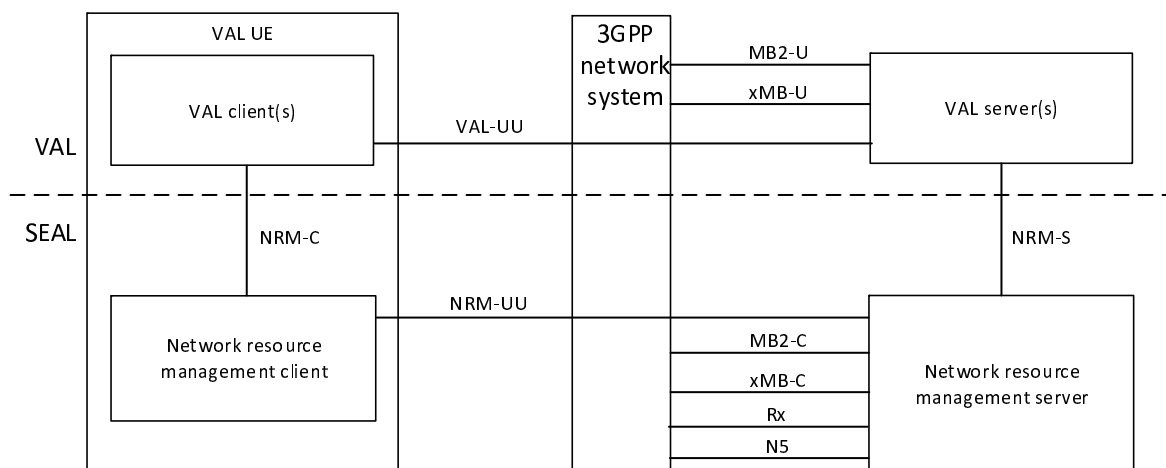 VAL UE
3GPP
network
system
MB2-U
xMB-U
VAL client(s)
VAL server(s)
VAL-UU
VAL
SEAL
NRM-C
NRM-S
NRM-UU
MB2-C
xMB-C
Rx
N5
Network resource
management client
Network resource
management server